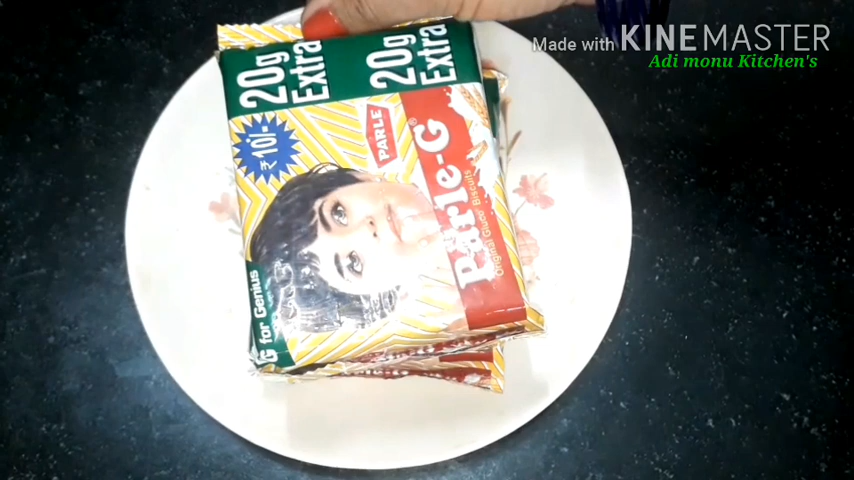 Made with KINEMASTER
Adi monu Kitchen's
20g Extra
20g Extra
₹ 10/-
PARLE
Parle-G®
Original Gluco Biscuits
G for Genius